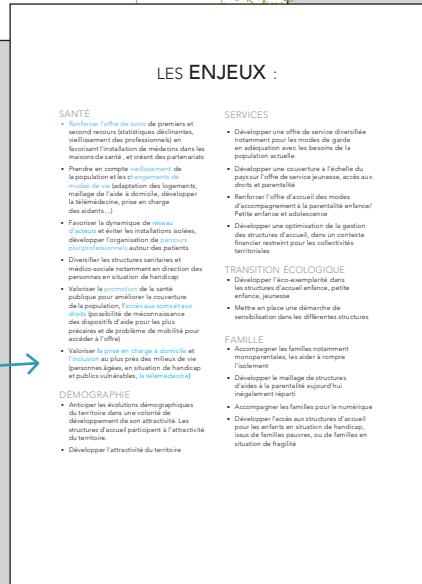 LES ENJEUX :
SANTÉ
• Renforcer l'offre de soins de premiers et
second recours (statistiques déclinantes,
vieillissement des professionnels) en
favorisant l'installation de médecins dans les
maisons de santé , et créant des partenariats
• Prendre en compte vieillissement de
la population et les changements de
modes de vie (adaptation des logements,
maillage de l'aide à domicile, développer
la télémédecine, prise en charge
des aidants...)
• Favoriser la dynamique de réseau
d'acteurs et éviter les installations isolées,
développer l'organisation de parcours
pluriprofessionnels autour des patients
• Diversifier les structures sanitaires et
médico-sociale notamment en direction des
personnes en situation de handicap
• Valoriser la promotion de la santé
publique pour améliorer la couverture
de la population, l'accès aux soins et aux
droits (possibilité de méconnaissance
des dispositifs d'aide pour les plus
précaires et de problème de mobilité pour
accéder à l'offre)
• Valoriser la prise en charge à domicile et
l'inclusion au plus près des milieux de vie
(personnes âgées, en situation de handicap
et publics vulnérables, la télémédecine)
DÉMOGRAPHIE
• Anticiper les évolutions démographiques
du territoire dans une volonté de
développement de son attractivité. Les
structures d'accueil participent à l'attractivité
du territoire.
• Développer l'attractivité du territoire
SERVICES
• Développer une offre de service diversifiée
notamment pour les modes de garde
en adéquation avec les besoins de la
population actuelle.
• Développer une couverture à l'échelle du
pays sur l'offre de service jeunesse, accès aux
droits et parentalité
• Renforcer l'offre d'accueil des modes
d'accompagnement à la parentalité enfance/
Petite enfance et adolescence
• Développer une optimisation de la gestion
des structures d'accueil, dans un contexte
financier restreint pour les collectivités
territoriales
TRANSITION ÉCOLOGIQUE
• Développer l'éco-exemplarité dans
les structures d'accueil enfance, petite
enfance, jeunesse
• Mettre en place une démarche de
sensibilisation dans les différentes structures
FAMILLE
• Accompagner les familles notamment
monoparentales, les aider à rompre
l'isolement
• Développer le maillage de structures
d'aides à la parentalité aujourd'hui
inégalement réparti
• Accompagner les familles pour le numérique
• Développer l'accès aux structures d'accueil
pour les enfants en situation de handicap,
issus de familles pauvres, ou de familles en
situation de fragilité